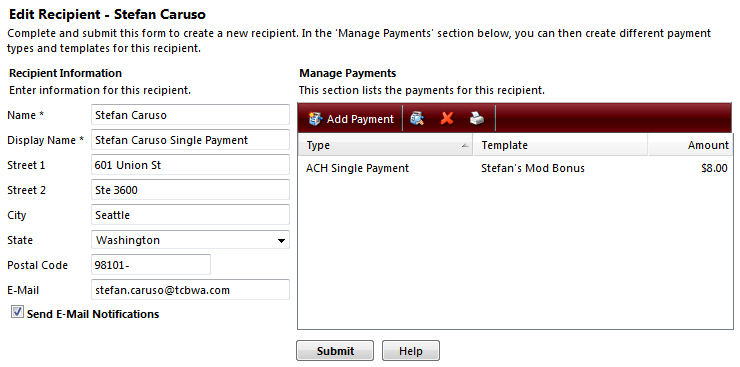 Edit Recipient - Stefan Caruso
Complete and submit this form to create a new recipient. In the 'Manage Payments' section below, you can then create different payment
types and templates for this recipient.
Recipient Information
Enter information for this recipient.
Name * Stefan Caruso
Display Name * Stefan Caruso Single Payment
Street 1 601 Union St
Street 2 Ste 3600
City Seattle
State Washington
Postal Code 98101-
E-Mail stefan.caruso@tcbwa.com
Send E-Mail Notifications
Manage Payments
This section lists the payments for this recipient.
Add Payment
Type Template Amount
ACH Single Payment Stefan's Mod Bonus $8.00
Submit Help